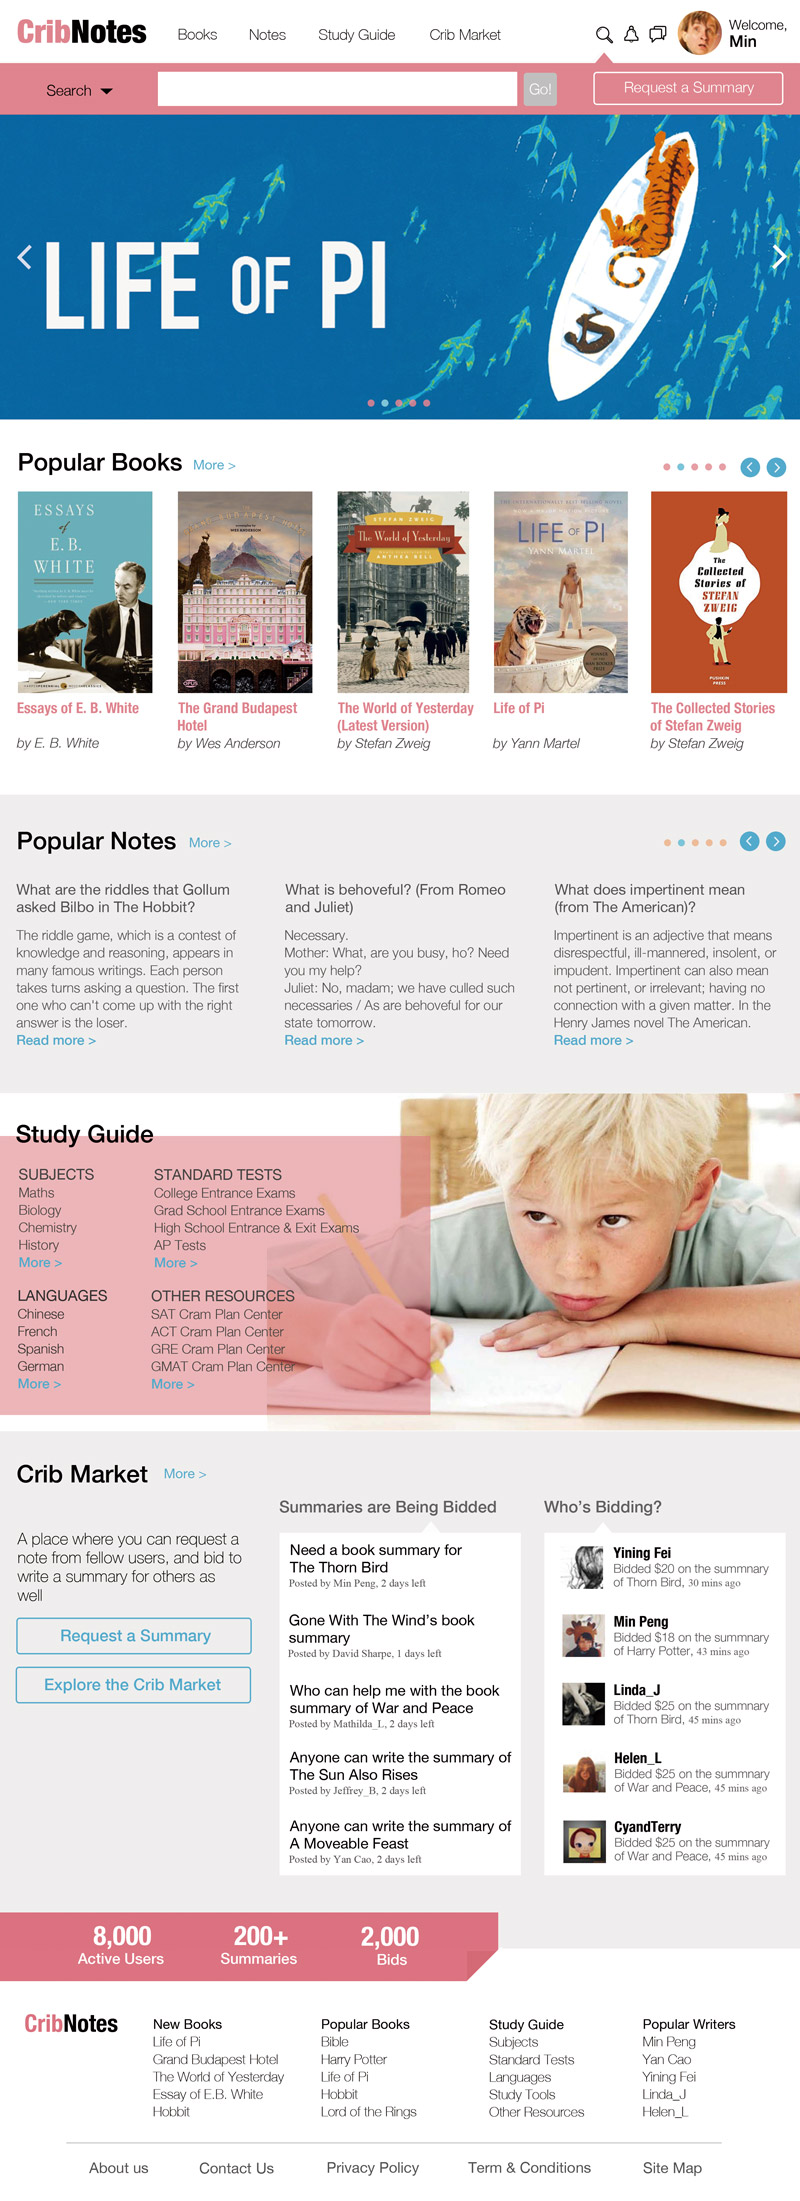 CribNotes
Books
Notes
Study Guide
Crib Market
Welcome,
Min
Search
Go!
Request a Summary
LIFE OF PI
Popular Books
More >
ESSAYS
of
E. B.
WHITE
WES ANDERSON
STEFAN ZWEIG
The World of Yesterday
ANTHEA BELL
LIFE OF PI
YANN MARTEL
The
Collected
Stories of
STEFAN
ZWEIG
PUSHKIN
PRESS
Essays of E. B. White
by E. B. White
The Grand Budapest
Hotel
by Wes Anderson
The World of Yesterday
(Latest Version)
by Stefan Zweig
Life of Pi
by Yann Martel
The Collected Stories
of Stefan Zweig
by Stefan Zweig
Popular Notes
More >
What are the riddles that Gollum
asked Bilbo in The Hobbit?
The riddle game, which is a contest of
knowledge and reasoning, appears in
many famous writings. Each person
takes turns asking a question. The first
one who can't come up with the right
answer is the loser.
Read more >
What is behoveful? (From Romeo
and Juliet)
Necessary.
Mother: What, are you busy, ho? Need
you my help?
Juliet: No, madam; we have culled such
necessaries / As are behoveful for our
state tomorrow.
Read more >
What does impertinent mean
(from The American)?
Impertinent is an adjective that means
disrespectful, ill-mannered, insolent, or
impudent. Impertinent can also mean
not pertinent, or irrelevant; having no
connection with a given matter. In the
Henry James novel The American.
Read more >
Study Guide
SUBJECTS
Maths
Biology
Chemistry
History
More >
STANDARD TESTS
College Entrance Exams
Grad School Entrance Exams
High School Entrance & Exit Exams
AP Tests
More >
LANGUAGES
Chinese
French
Spanish
German
More >
OTHER RESOURCES
SAT Cram Plan Center
ACT Cram Plan Center
GRE Cram Plan Center
GMAT Cram Plan Center
More >
Crib Market
More >
A place where you can request a
note from fellow users, and bid to
write a summary for others as
well
Request a Summary
Explore the Crib Market
Summaries are Being Bidded
Need a book summary for
The Thorn Bird
Posted by Min Peng, 2 days left
Gone With The Wind's book
summary
Posted by David Sharpe, 1 days left
Who can help me with the book
summary of War and Peace
Posted by Mathilda_L, 2 days left
Anyone can write the summary of
The Sun Also Rises
Posted by Jeffrey_B, 2 days left
Anyone can write the summary of
A Moveable Feast
Posted by Yan Cao, 2 days left
Who's Bidding?
Yining Fei
Bidded $20 on the summnary
of Thorn Bird, 30 mins ago
Min Peng
Bidded $18 on the summnary
of Harry Potter, 43 mins ago
Linda_J
Bidded $25 on the summnary
of Thorn Bird, 45 mins ago
Helen_L
Bidded $25 on the summnary
of War and Peace, 45 mins ago
CyandTerry
Bidded $25 on the summnary
of War and Peace, 45 mins ago
8,000
Active Users
200+
Summaries
2,000
Bids
CribNotes
New Books
Life of Pi
Grand Budapest Hotel
The World of Yesterday
Essay of E.B. White
Hobbit
Popular Books
Bible
Harry Potter
Life of Pi
Hobbit
Lord of the Rings
Study Guide
Subjects
Standard Tests
Languages
Study Tools
Other Resources
Popular Writers
Min Peng
Yan Cao
Yining Fei
Linda_J
Helen_L
About us
Contact Us
Privacy Policy
Term & Conditions
Site Map